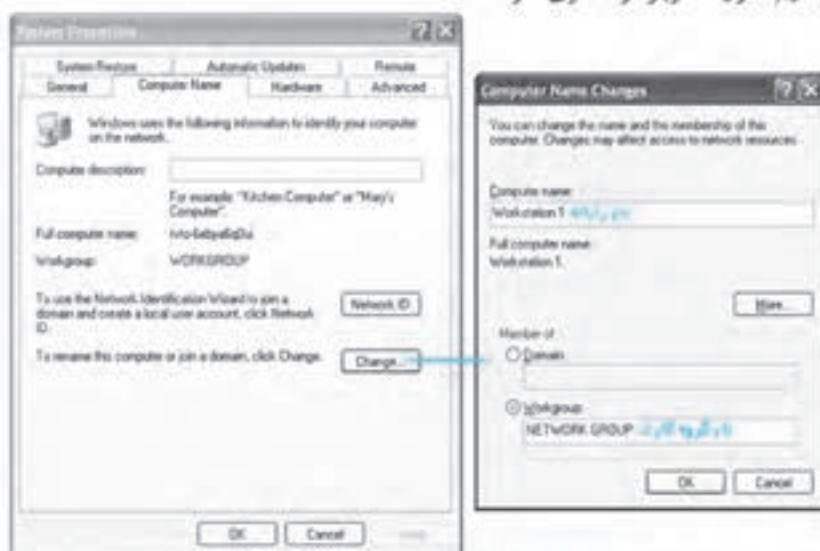 System Properties
System Restore
Automatic Updates
Remote
General
Computer Name
Hardware
Advanced
Windows uses the following information to identify your computer
on the network.
Computer description:
For example: "Kitchen Computer" or "Mary's
Computer".
Full computer name:
Workgroup:
WORKGROUP
To use the Network Identification Wizard to join a
domain and create a local user account, click Network
ID.
Network ID
To rename this computer or join a domain, click Change.
Change...
OK
Cancel
Computer Name Changes
You can change the name and the membership of this
computer. Changes may affect access to network resources.
Computer name:
Workstation 1 نام رایانه
Full computer name:
Workstation 1.
More...
Member of
Domain:
Workgroup:
NETWORK GROUP نام گروه کاری
OK
Cancel